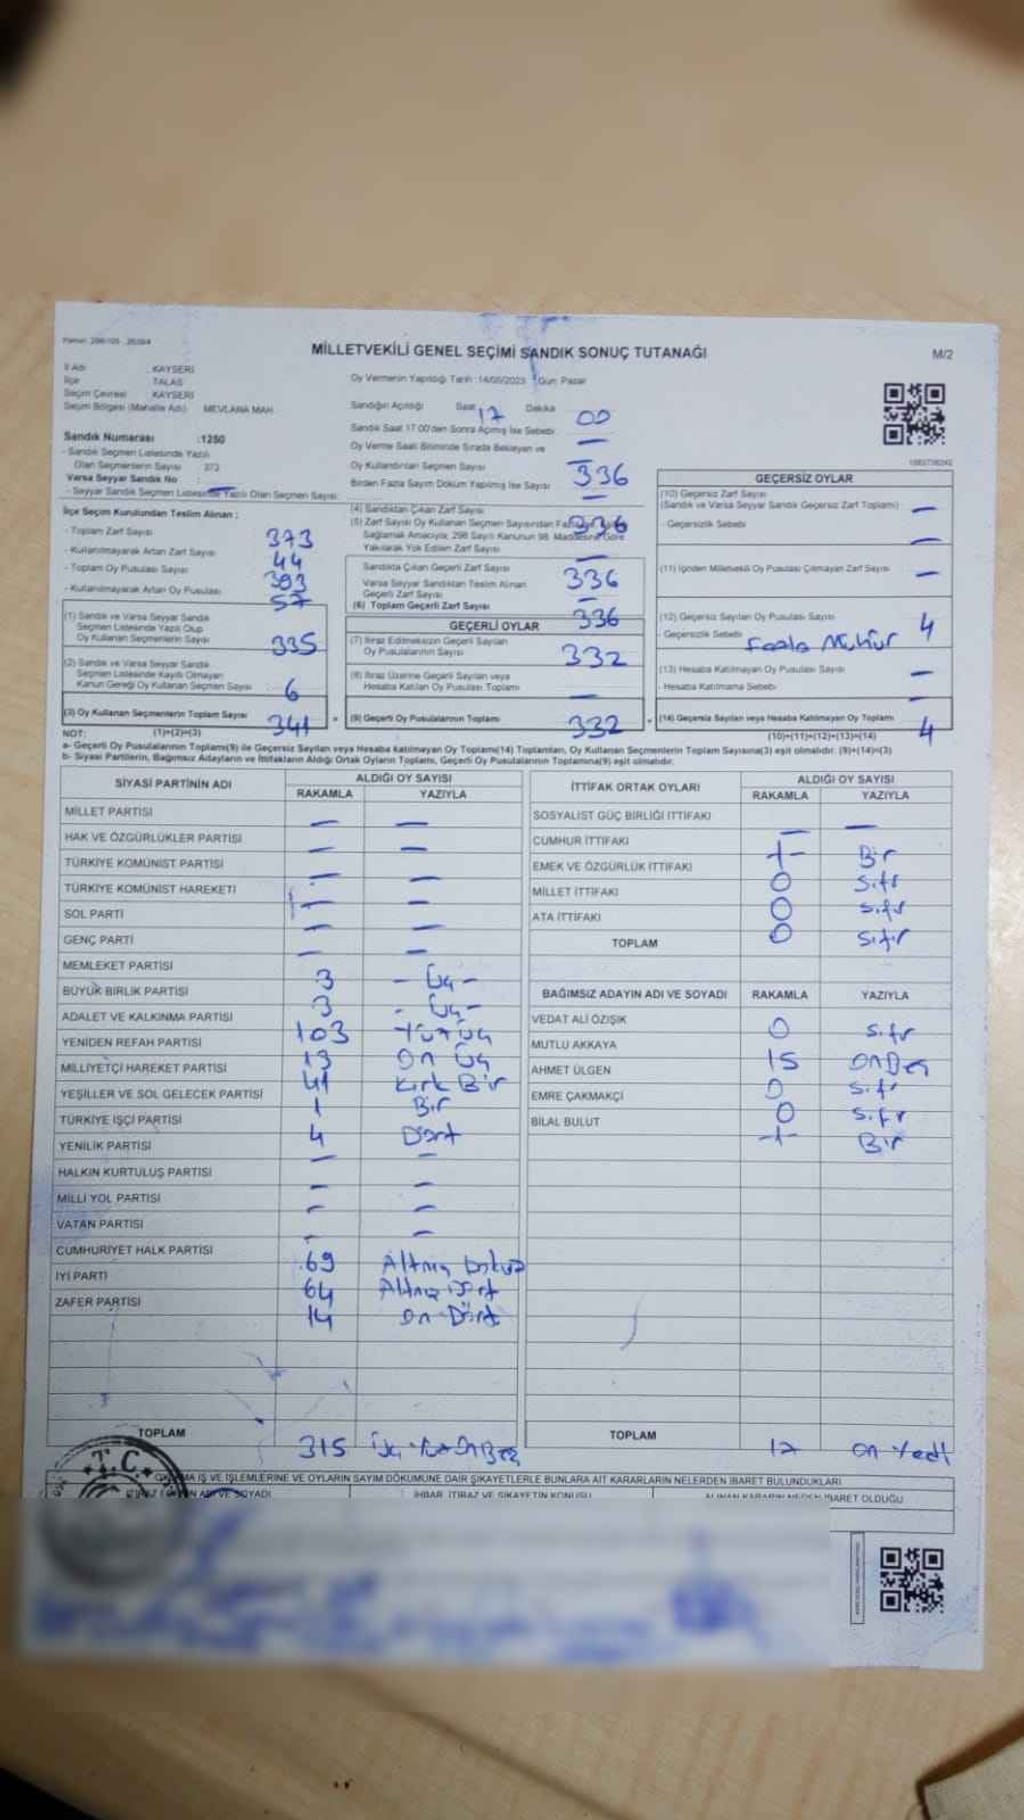 MİLLETVEKİLİ GENEL SEÇİMİ SANDIK SONUÇ TUTANAĞI
M/2
İl Adı : KAYSERİ
İlçe : TALAS
Seçim Çevresi : KAYSERİ
Seçim Bölgesi (Mahalle Adı) : MEVLANA MAH.
Oy Vermenin Yapıldığı Tarih : 14/05/2023 Gün: Pazar
Sandığın Açıldığı Saat 17 Dakika 00
Sandık Saat 17.00'den Sonra Açılmış İse Sebebi —
Oy Verme Saati Bitiminde Sırada Bekleyen ve
Oy Kullandırılan Seçmen Sayısı 336
Birden Fazla Sayım Döküm Yapılmış İse Sayısı —
Sandık Numarası :1250
- Sandık Seçmen Listesinde Yazılı
Olan Seçmenlerin Sayısı : 373
Varsa Seyyar Sandık No : —
- Seyyar Sandık Seçmen Listesinde Yazılı Olan Seçmen Sayısı:
İlçe Seçim Kurulundan Teslim Alınan :
- Toplam Zarf Sayısı 373
- Kullanılmayarak Artan Zarf Sayısı 44
- Toplam Oy Pusulası Sayısı 393
- Kullanılmayarak Artan Oy Pusulası 57
(1) Sandık ve Varsa Seyyar Sandık
Seçmen Listesinde Yazılı Olup
Oy Kullanan Seçmenlerin Sayısı 335
(2) Sandık ve Varsa Seyyar Sandık
Seçmen Listesinde Kayıtlı Olmayan
Kanun Gereği Oy Kullanan Seçmen Sayısı 6
(3) Oy Kullanan Seçmenlerin Toplam Sayısı 341
(4) Sandıktan Çıkan Zarf Sayısı 336
(5) Zarf Sayısı Oy Kullanan Seçmen Sayısından Fazla
Sağlamak Amacıyla, 298 Sayılı Kanunun 98. Maddesine Göre
Yakılarak Yok Edilen Zarf Sayısı
Sandıkta Çıkan Geçerli Zarf Sayısı 336
Varsa Seyyar Sandıktan Teslim Alınan
Geçerli Zarf Sayısı —
(6) Toplam Geçerli Zarf Sayısı 336
GEÇERLİ OYLAR
(7) İtiraz Edilmeksizin Geçerli Sayılan
Oy Pusulalarının Sayısı 332
(8) İtiraz Üzerine Geçerli Sayılan veya
Hesaba Katılan Oy Pusulası Toplamı —
(9) Geçerli Oy Pusulalarının Toplamı 332
GEÇERSİZ OYLAR
(10) Geçersiz Zarf Sayısı
(Sandık ve Varsa Seyyar Sandık Geçersiz Zarf Toplamı) —
- Geçersizlik Sebebi —
(11) İçinden Milletvekili Oy Pusulası Çıkmayan Zarf Sayısı —
(12) Geçersiz Sayılan Oy Pusulası Sayısı 4
- Geçersizlik Sebebi Fazla Mühür
(13) Hesaba Katılmayan Oy Pusulası Sayısı —
- Hesaba Katılmama Sebebi
(14) Geçersiz Sayılan veya Hesaba Katılmayan Oy Toplamı 4
NOT: (1)+(2)=(3)
(10)+(11)+(12)+(13)=(14)
a- Geçerli Oy Pusulalarının Toplamı(9) ile Geçersiz Sayılan veya Hesaba Katılmayan Oy Toplamı(14) Toplamları, Oy Kullanan Seçmenlerin Toplam Sayısına(3) eşit olmalıdır. (9)+(14)=(3)
b- Siyasi Partilerin, Bağımsız Adayların ve İttifakların Aldığı Ortak Oyların Toplamı, Geçerli Oy Pusulalarının Toplamına(9) eşit olmalıdır.
SİYASİ PARTİNİN ADI ALDIĞI OY SAYISI
RAKAMLA YAZIYLA
MİLLET PARTİSİ — —
HAK VE ÖZGÜRLÜKLER PARTİSİ — —
TÜRKİYE KOMÜNİST PARTİSİ — —
TÜRKİYE KOMÜNİST HAREKETİ — —
SOL PARTİ — —
GENÇ PARTİ — —
MEMLEKET PARTİSİ 3 - Üç -
BÜYÜK BİRLİK PARTİSİ 3 - Üç -
ADALET VE KALKINMA PARTİSİ 103 Yüz üç
YENİDEN REFAH PARTİSİ 13 On Üç
MİLLİYETÇİ HAREKET PARTİSİ 41 Kırk Bir
YEŞİLLER VE SOL GELECEK PARTİSİ 1 Bir
TÜRKİYE İŞÇİ PARTİSİ 4 Dört
YENİLİK PARTİSİ — —
HALKIN KURTULUŞ PARTİSİ — —
MİLLİ YOL PARTİSİ — —
VATAN PARTİSİ — —
CUMHURİYET HALK PARTİSİ 69 Altmış Dokuz
İYİ PARTİ 64 Altmış Dört
ZAFER PARTİSİ 14 On Dört
TOPLAM 315 Üç Yüz On Beş
İTTİFAK ORTAK OYLARI ALDIĞI OY SAYISI
RAKAMLA YAZIYLA
SOSYALİST GÜÇ BİRLİĞİ İTTİFAKI — —
CUMHUR İTTİFAKI 1 Bir
EMEK VE ÖZGÜRLÜK İTTİFAKI 0 Sıfır
MİLLET İTTİFAKI 0 Sıfır
ATA İTTİFAKI 0 Sıfır
TOPLAM
BAĞIMSIZ ADAYIN ADI VE SOYADI RAKAMLA YAZIYLA
VEDAT ALİ ÖZIŞIK 0 Sıfır
MUTLU AKKAYA 15 On Beş
AHMET ÜLGEN 0 Sıfır
EMRE ÇAKMAKÇI 0 Sıfır
BİLAL BULUT 1 Bir
TOPLAM 17 On Yedi
T.C.
MA İŞ VE İŞLEMLERİNE VE OYLARIN SAYIM DÖKÜMÜNE DAİR ŞİKAYETLERLE BUNLARA AİT KARARLARIN NELERDEN İBARET BULUNDUKLARI
ADI VE SOYADI
İHBAR, İTİRAZ VE ŞİKAYETİN KONUSU
ALINAN KARARIN NEDEN İBARET OLDUĞU